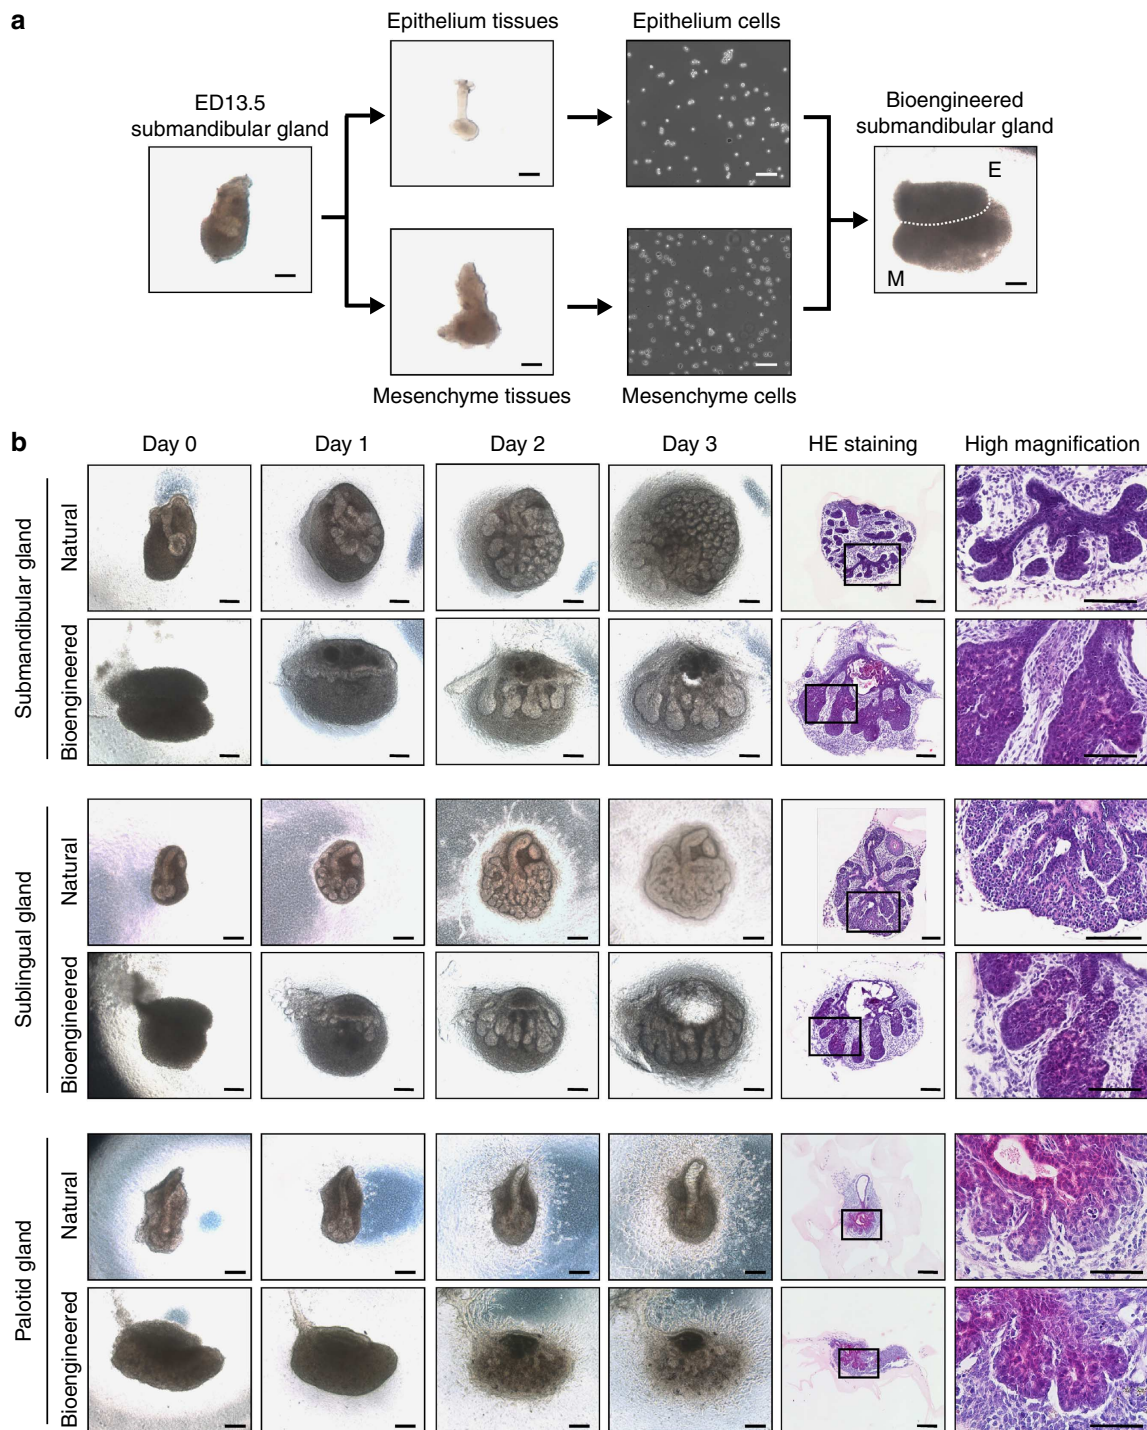 a
Epithelium tissues
Epithelium cells
ED13.5
submandibular gland
Bioengineered
submandibular gland
E
M
Mesenchyme tissues
Mesenchyme cells
b
Day 0
Day 1
Day 2
Day 3
HE staining
High magnification
Submandibular gland
Natural
Bioengineered
Sublingual gland
Natural
Bioengineered
Palotid gland
Natural
Bioengineered